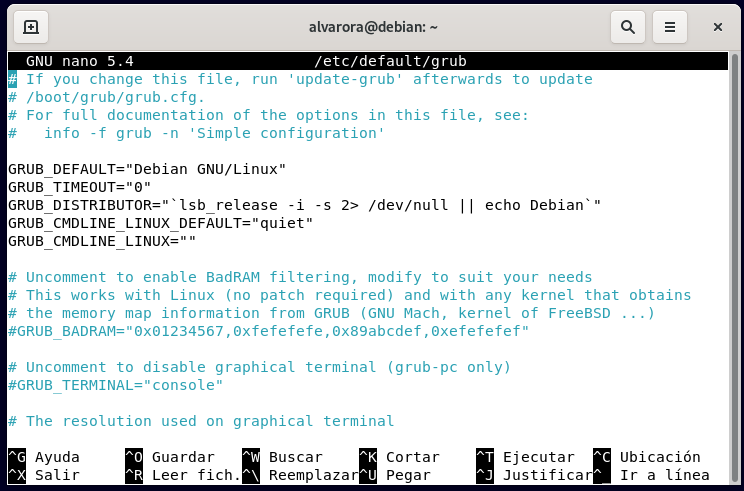 alvarora@debian: ~
GNU nano 5.4 /etc/default/grub
# If you change this file, run 'update-grub' afterwards to update
# /boot/grub/grub.cfg.
# For full documentation of the options in this file, see:
#   info -f grub -n 'Simple configuration'

GRUB_DEFAULT="Debian GNU/Linux"
GRUB_TIMEOUT="0"
GRUB_DISTRIBUTOR="`lsb_release -i -s 2> /dev/null || echo Debian`"
GRUB_CMDLINE_LINUX_DEFAULT="quiet"
GRUB_CMDLINE_LINUX=""

# Uncomment to enable BadRAM filtering, modify to suit your needs
# This works with Linux (no patch required) and with any kernel that obtains
# the memory map information from GRUB (GNU Mach, kernel of FreeBSD ...)
#GRUB_BADRAM="0x01234567,0xfefefefe,0x89abcdef,0xefefefef"

# Uncomment to disable graphical terminal (grub-pc only)
#GRUB_TERMINAL="console"

# The resolution used on graphical terminal

^G Ayuda ^O Guardar ^W Buscar ^K Cortar ^T Ejecutar ^C Ubicación
^X Salir ^R Leer fich. ^\ Reemplazar ^U Pegar ^J Justificar ^_ Ir a línea